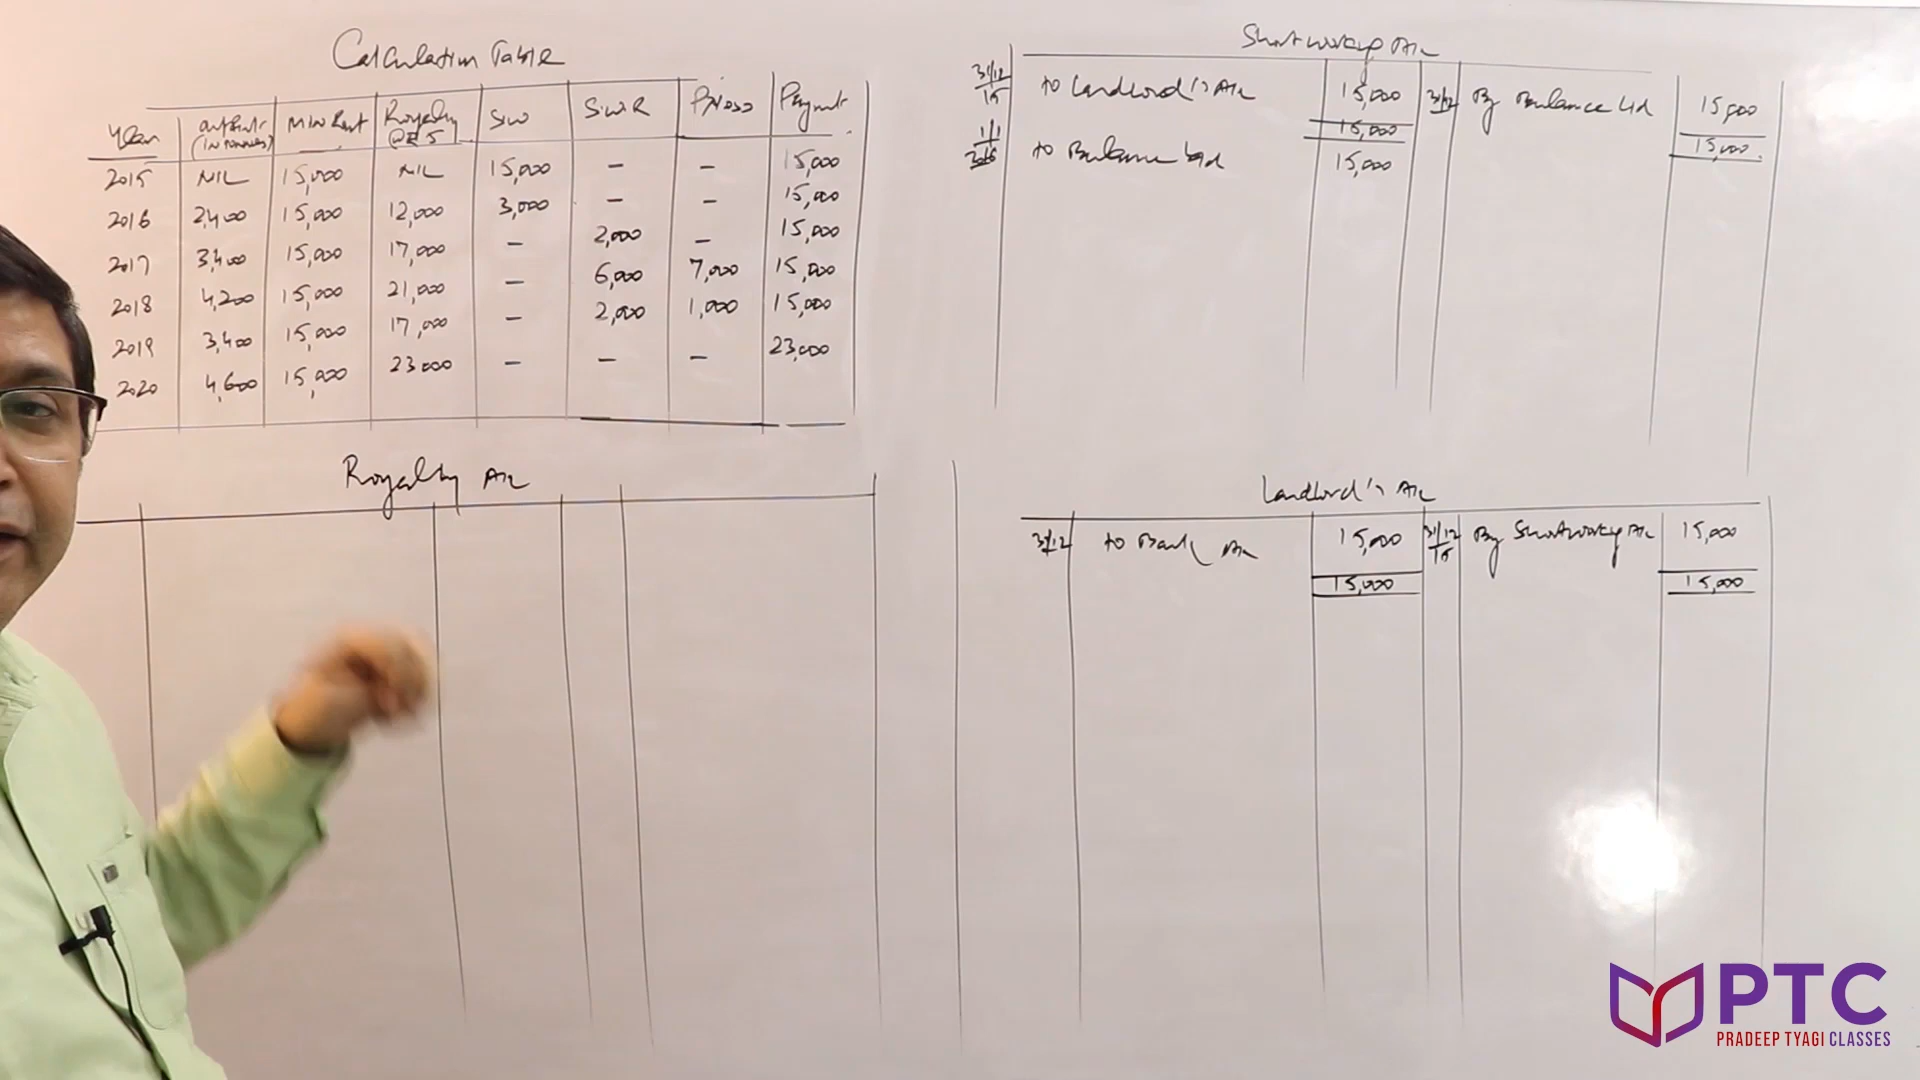 Calculation Table
Year | output (in tonnes) | Min Rent | Royalty @₹5 | SW | SWR | P/L | Payment
2015 | NIL | 15,000 | NIL | 15,000 | — | — | 15,000
2016 | 2,400 | 15,000 | 12,000 | 3,000 | — | — | 15,000
2017 | 3,400 | 15,000 | 17,000 | — | 2,000 | — | 15,000
2018 | 4,200 | 15,000 | 21,000 | — | 6,000 | 7,000 | 15,000
2019 | 3,400 | 15,000 | 17,000 | — | 2,000 | 1,000 | 15,000
2020 | 4,600 | 15,000 | 23000 | — | — | — | 23,000
Shortworkings A/c
31/12/15 | to Landlord's A/c | 15,000 | 31/12 | By Balance c/d | 15,000
15,000 | 15,000
1/1/2016 | to Balance b/d | 15,000
Royalty A/c
Landlord's A/c
31/12 | to Bank A/c | 15,000 | 31/12/15 | By Shortworkings A/c | 15,000
15,000 | 15,000
PTC
PRADEEP TYAGI CLASSES